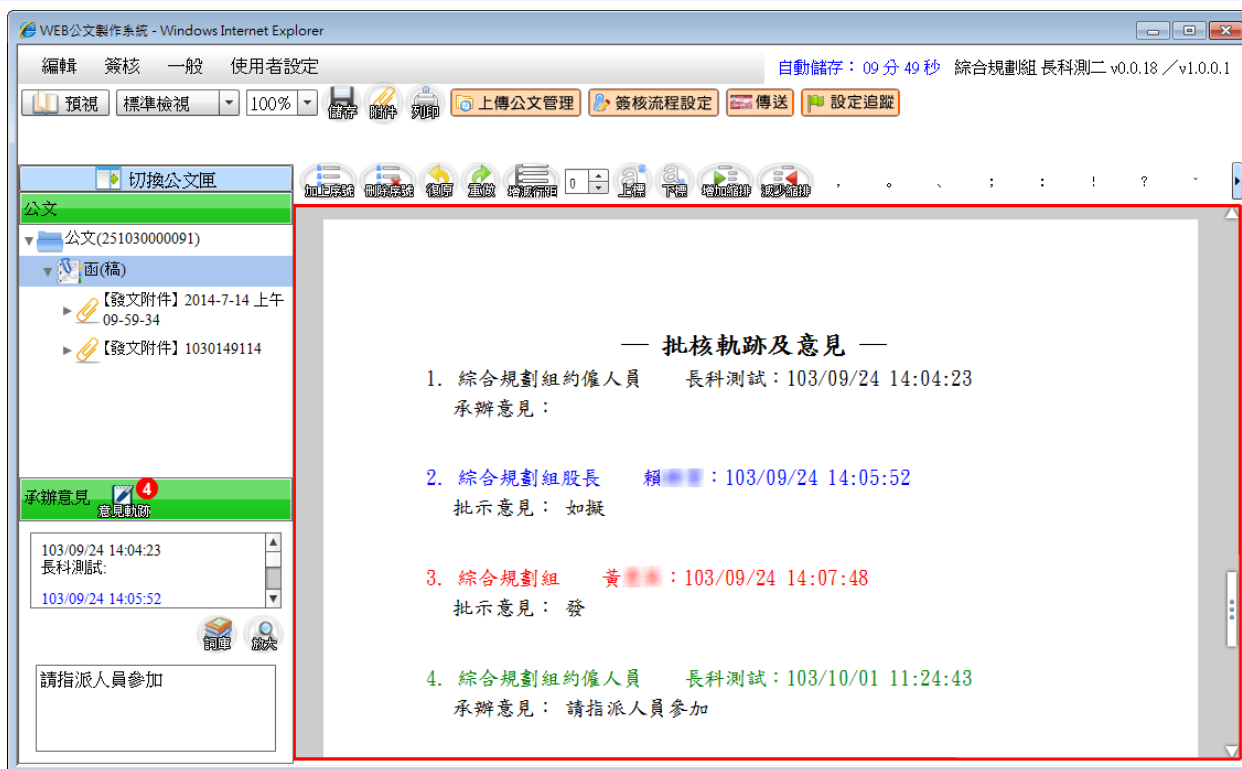 WEB公文製作系統 - Windows Internet Explorer
編輯 簽核 一般 使用者設定 自動儲存：09 分 49 秒 綜合規劃組 長科測二 v0.0.18／v1.0.0.1
預視 標準檢視 100% 儲存 附件 列印 上傳公文管理 簽核流程設定 傳送 設定追蹤
切換公文匣 加上序號 刪除序號 復原 重做 增減行距 0 上標 下標 增加縮排 減少縮排 , 。 、 ; : ! ? ˇ
公文
公文(251030000091)
函(稿)
【發文附件】2014-7-14 上午
09-59-34
【發文附件】1030149114
承辦意見 4
意見軌跡
103/09/24 14:04:23
長科測試:
103/09/24 14:05:52
詞庫 放大
請指派人員參加
— 批核軌跡及意見 —
1. 綜合規劃組約僱人員 長科測試：103/09/24 14:04:23
承辦意見：
2. 綜合規劃組股長 賴 ：103/09/24 14:05:52
批示意見： 如擬
3. 綜合規劃組 黃 ：103/09/24 14:07:48
批示意見： 發
4. 綜合規劃組約僱人員 長科測試：103/10/01 11:24:43
承辦意見： 請指派人員參加